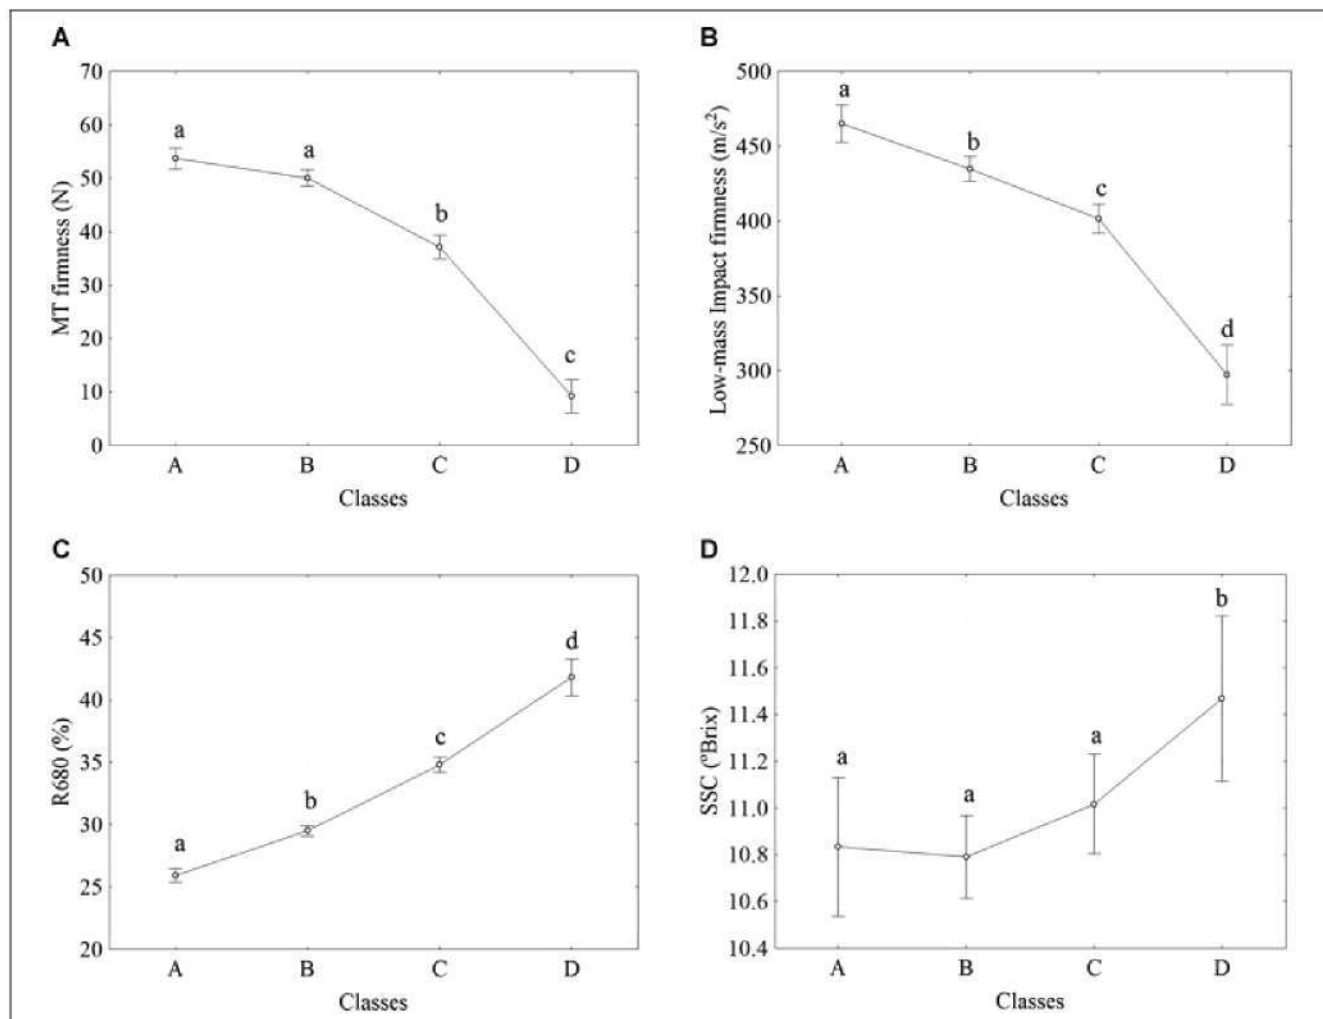 A
70
60
50
40
30
20
10
0
MT firmness (N)
a
a
b
c
A B C D
Classes
B
500
450
400
350
300
250
Low-mass Impact firmness (m/s²)
a
b
c
d
A B C D
Classes
C
50
45
40
35
30
25
20
R680 (%)
a
b
c
d
A B C D
Classes
D
12.0
11.8
11.6
11.4
11.2
11.0
10.8
10.6
10.4
SSC (ºBrix)
a
a
a
b
A B C D
Classes